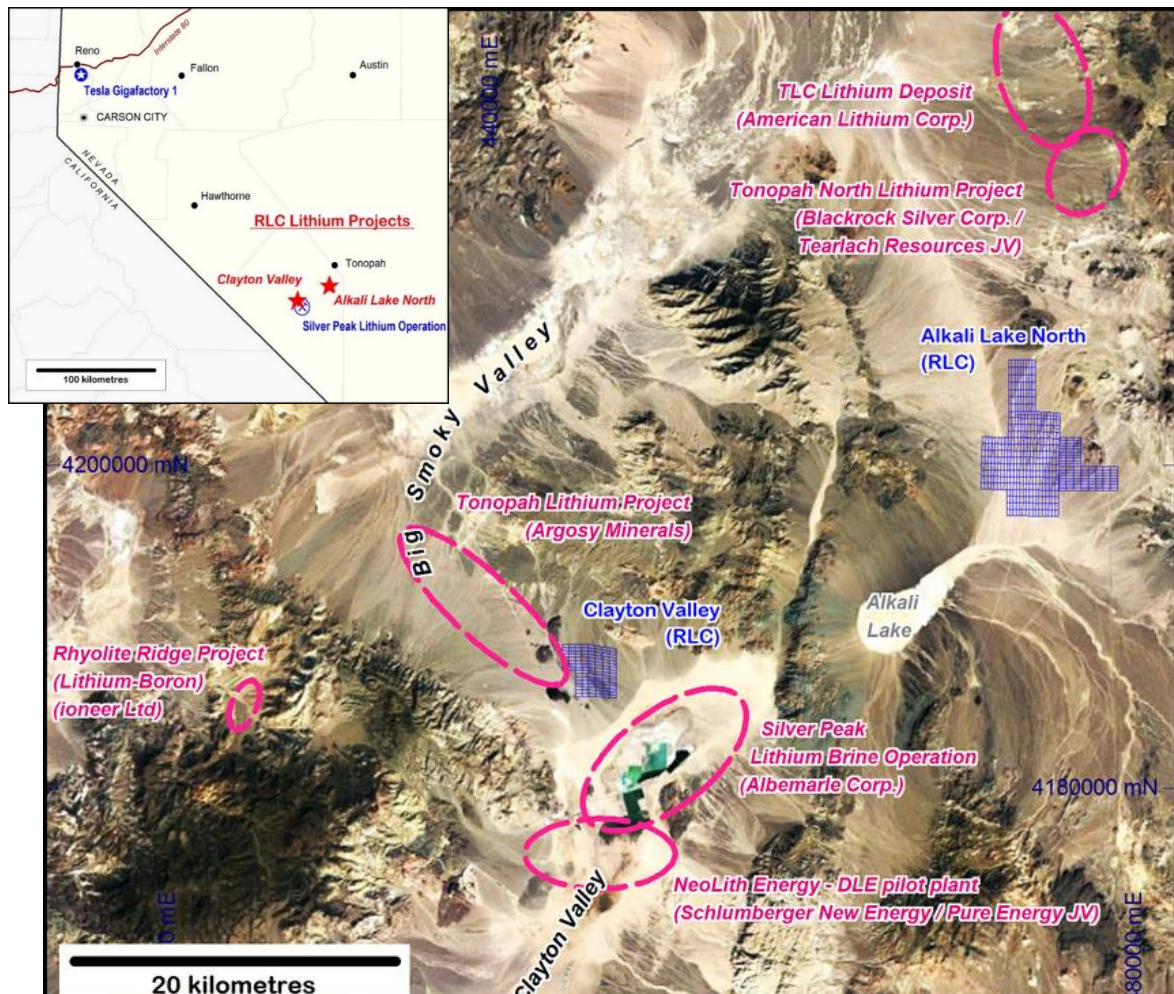 Reno
Interstate 80
Tesla Gigafactory 1
Fallon
Austin
CARSON CITY
NEVADA
CALIFORNIA
Hawthorne
RLC Lithium Projects
Tonopah
Clayton Valley
Alkali Lake North
Silver Peak Lithium Operation
100 kilometres
440000 mE
TLC Lithium Deposit
(American Lithium Corp.)
Tonopah North Lithium Project
(Blackrock Silver Corp. /
Tearlach Resources JV)
Alkali Lake North
(RLC)
4200000 mN
Big Smoky Valley
Tonopah Lithium Project
(Argosy Minerals)
Clayton Valley
(RLC)
Alkali
Lake
Rhyolite Ridge Project
(Lithium-Boron)
(ioneer Ltd)
Silver Peak
Lithium Brine Operation
(Albemarle Corp.)
4180000 mN
NeoLith Energy - DLE pilot plant
(Schlumberger New Energy / Pure Energy JV)
Clayton Valley
0 mE
80000 mE
20 kilometres